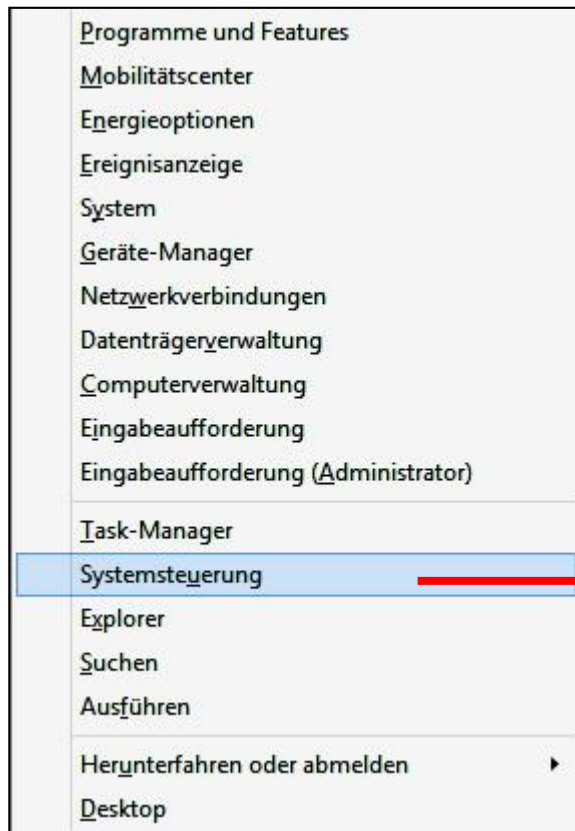 Programme und Features
Mobilitätscenter
Energieoptionen
Ereignisanzeige
System
Geräte-Manager
Netzwerkverbindungen
Datenträgerverwaltung
Computerverwaltung
Eingabeaufforderung
Eingabeaufforderung (Administrator)
Task-Manager
Systemsteuerung
Explorer
Suchen
Ausführen
Herunterfahren oder abmelden
Desktop